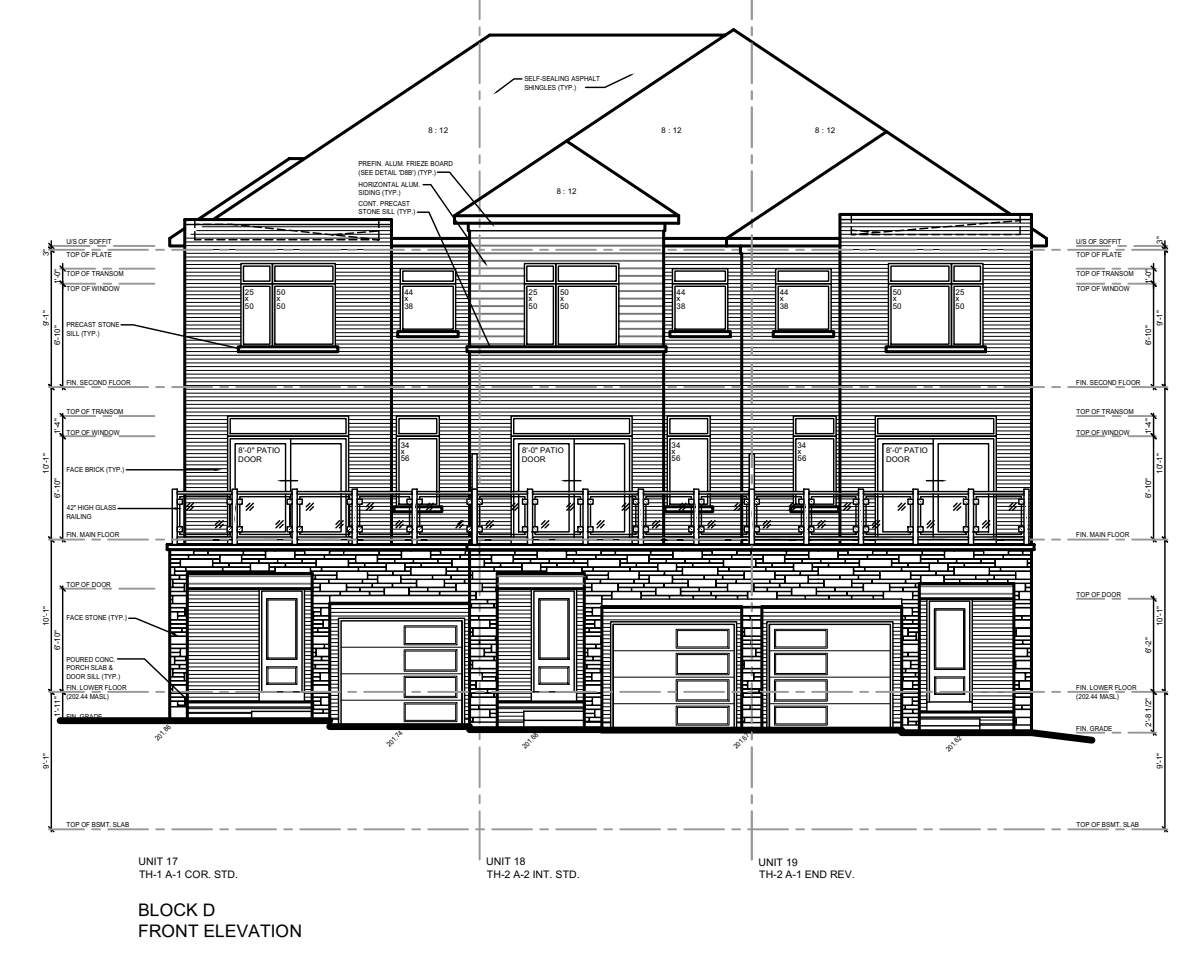 SELF-SEALING ASPHALT
SHINGLES (TYP.)
8 : 12
8 : 12
8 : 12
8 : 12
PREFIN. ALUM. FRIEZE BOARD
(SEE DETAIL 'D8B') (TYP.)
HORIZONTAL ALUM.
SIDING (TYP.)
CONT. PRECAST
STONE SILL (TYP.)
U/S OF SOFFIT
TOP OF PLATE
TOP OF TRANSOM
TOP OF WINDOW
PRECAST STONE
SILL (TYP.)
FIN. SECOND FLOOR
TOP OF TRANSOM
TOP OF WINDOW
FACE BRICK (TYP.)
42" HIGH GLASS
RAILING
FIN. MAIN FLOOR
TOP OF DOOR
FACE STONE (TYP.)
POURED CONC.
PORCH SLAB &
DOOR SILL (TYP.)
FIN. LOWER FLOOR
(202.44 MASL)
FIN. GRADE
TOP OF BSMT. SLAB
3"
1'-0"
9'-1"
6'-10"
1'-4"
10'-1"
6'-10"
10'-1"
6'-10"
1'-11"
9'-1"
25
x
50
50
x
50
44
x
38
25
x
50
50
x
50
44
x
38
44
x
38
50
x
50
25
x
50
8'-0" PATIO
DOOR
34
x
56
8'-0" PATIO
DOOR
34
x
56
34
x
56
8'-0" PATIO
DOOR
201.86
201.74
201.66
201.62
U/S OF SOFFIT
TOP OF PLATE
TOP OF TRANSOM
TOP OF WINDOW
FIN. SECOND FLOOR
TOP OF TRANSOM
TOP OF WINDOW
FIN. MAIN FLOOR
TOP OF DOOR
FIN. LOWER FLOOR
(202.44 MASL)
FIN. GRADE
TOP OF BSMT. SLAB
3"
1'-0"
6'-10"
9'-1"
1'-4"
6'-10"
10'-1"
6'-2"
10'-1"
2'-8 1/2"
9'-1"
UNIT 17
TH-1 A-1 COR. STD.
UNIT 18
TH-2 A-2 INT. STD.
UNIT 19
TH-2 A-1 END REV.
BLOCK D
FRONT ELEVATION